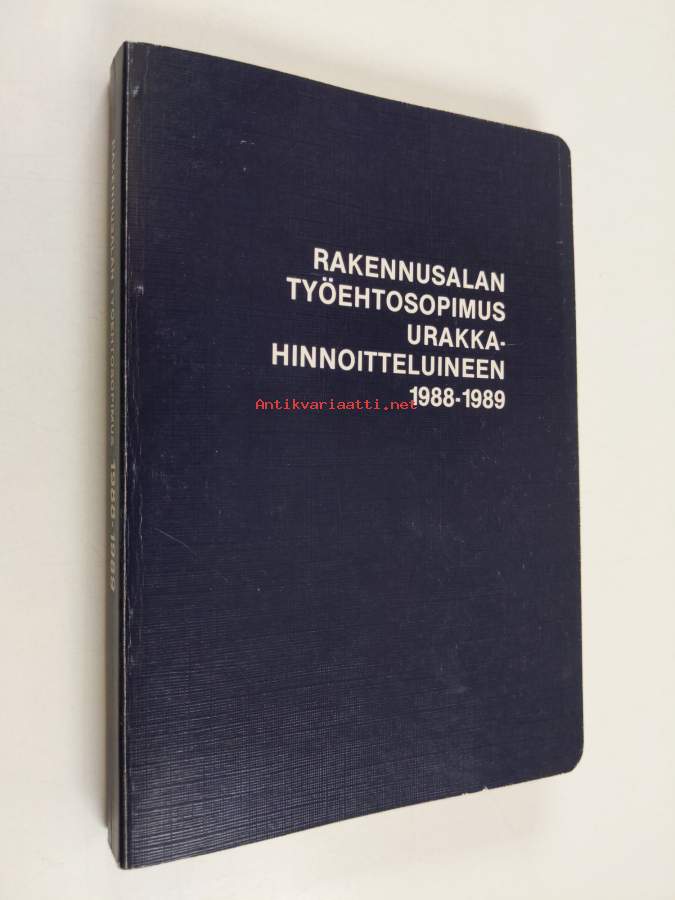 RAKENNUSALAN
TYÖEHTOSOPIMUS
URAKKA-
HINNOITTELUINEEN
1988-1989
Antikvariaatti.net
RAKENNUSALAN TYÖEHTOSOPIMUS 1988-1989